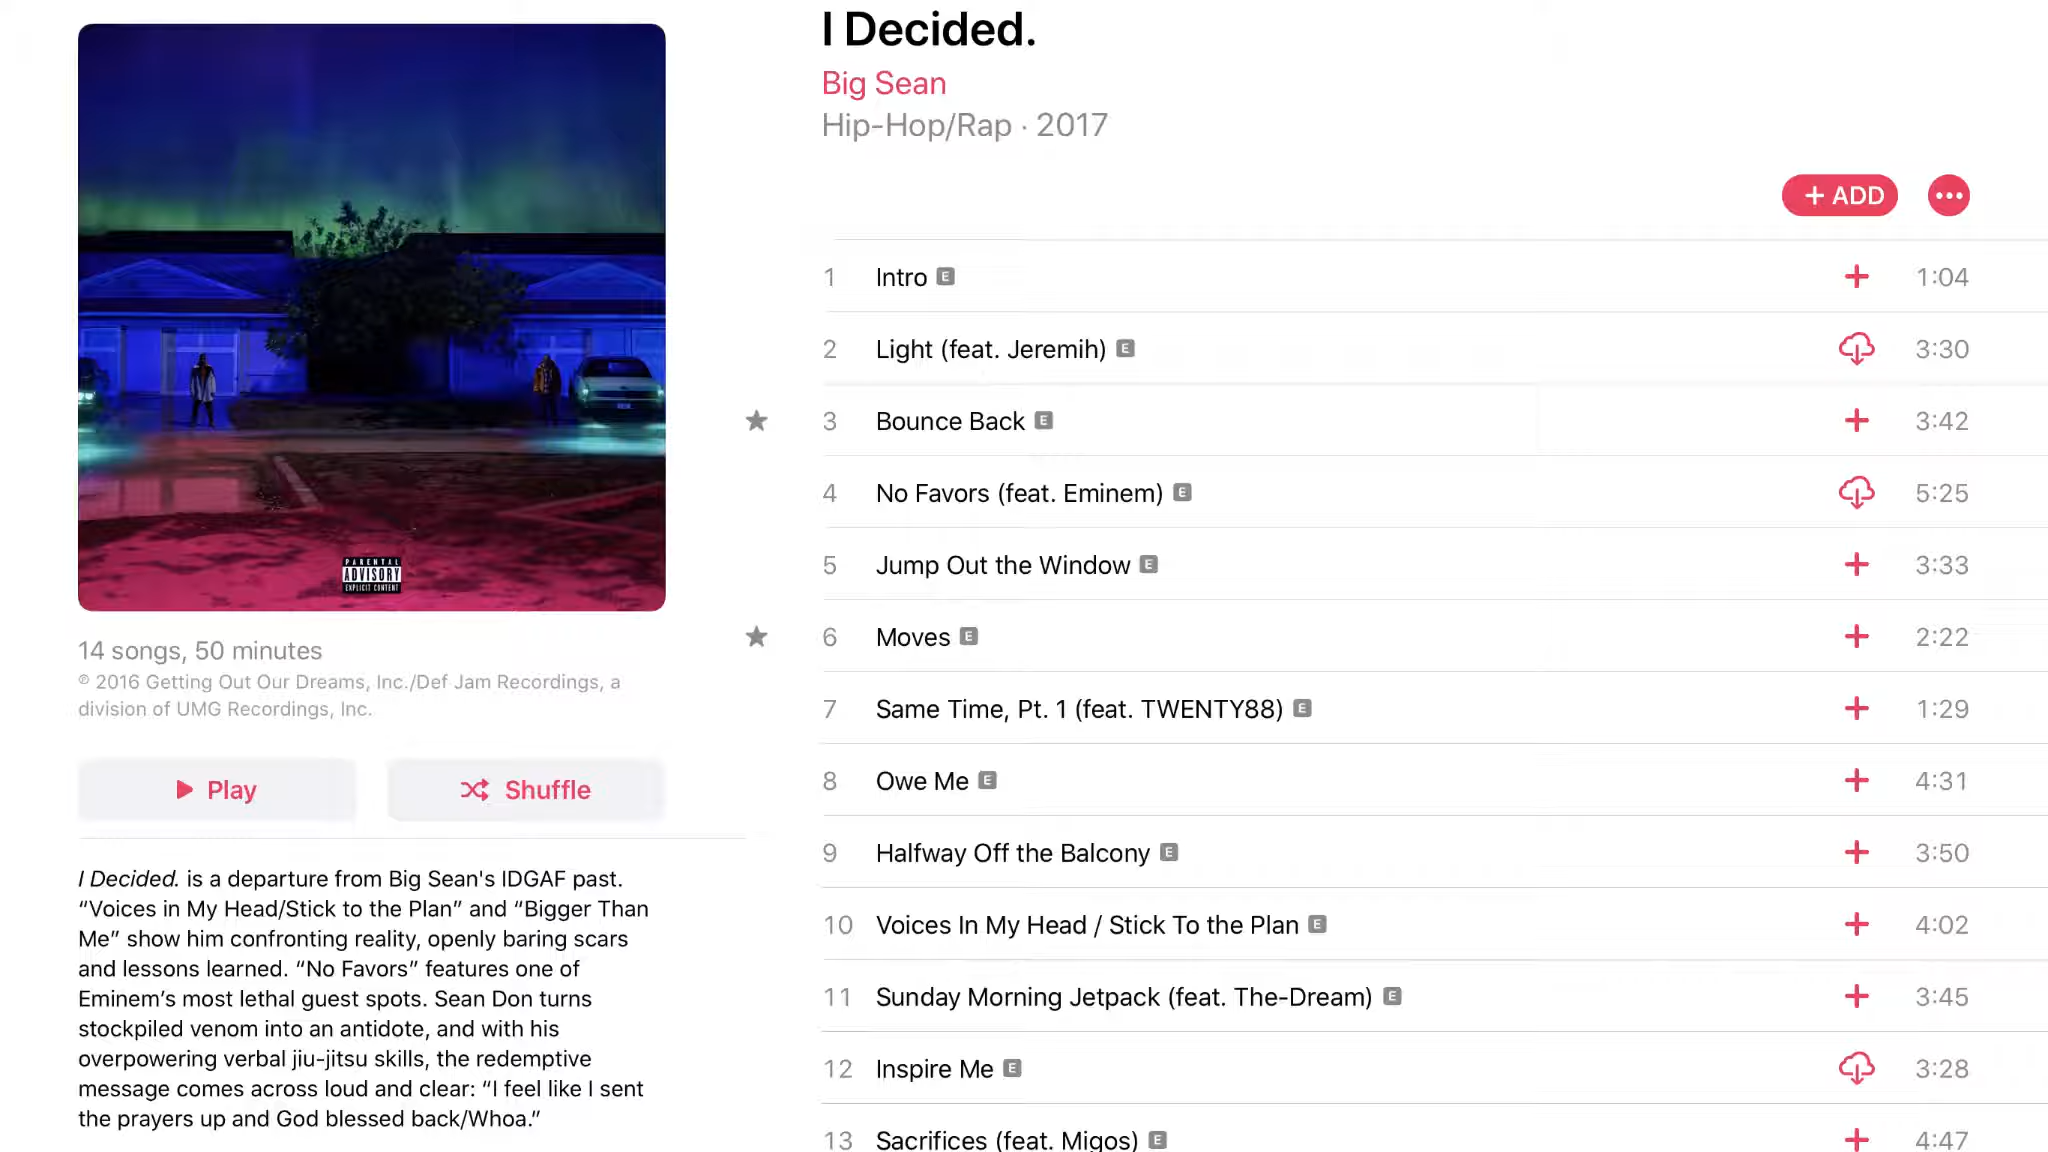 I Decided.
Big Sean
Hip-Hop/Rap · 2017
+ ADD
PARENTAL
ADVISORY
EXPLICIT CONTENT
14 songs, 50 minutes
℗ 2016 Getting Out Our Dreams, Inc./Def Jam Recordings, a
division of UMG Recordings, Inc.
Play
Shuffle
I Decided. is a departure from Big Sean's IDGAF past.
“Voices in My Head/Stick to the Plan” and “Bigger Than
Me” show him confronting reality, openly baring scars
and lessons learned. “No Favors” features one of
Eminem’s most lethal guest spots. Sean Don turns
stockpiled venom into an antidote, and with his
overpowering verbal jiu-jitsu skills, the redemptive
message comes across loud and clear: “I feel like I sent
the prayers up and God blessed back/Whoa.”
1 Intro E 1:04
2 Light (feat. Jeremih) E 3:30
3 Bounce Back E 3:42
4 No Favors (feat. Eminem) E 5:25
5 Jump Out the Window E 3:33
6 Moves E 2:22
7 Same Time, Pt. 1 (feat. TWENTY88) E 1:29
8 Owe Me E 4:31
9 Halfway Off the Balcony E 3:50
10 Voices In My Head / Stick To the Plan E 4:02
11 Sunday Morning Jetpack (feat. The-Dream) E 3:45
12 Inspire Me E 3:28
13 Sacrifices (feat. Migos) E 4:47